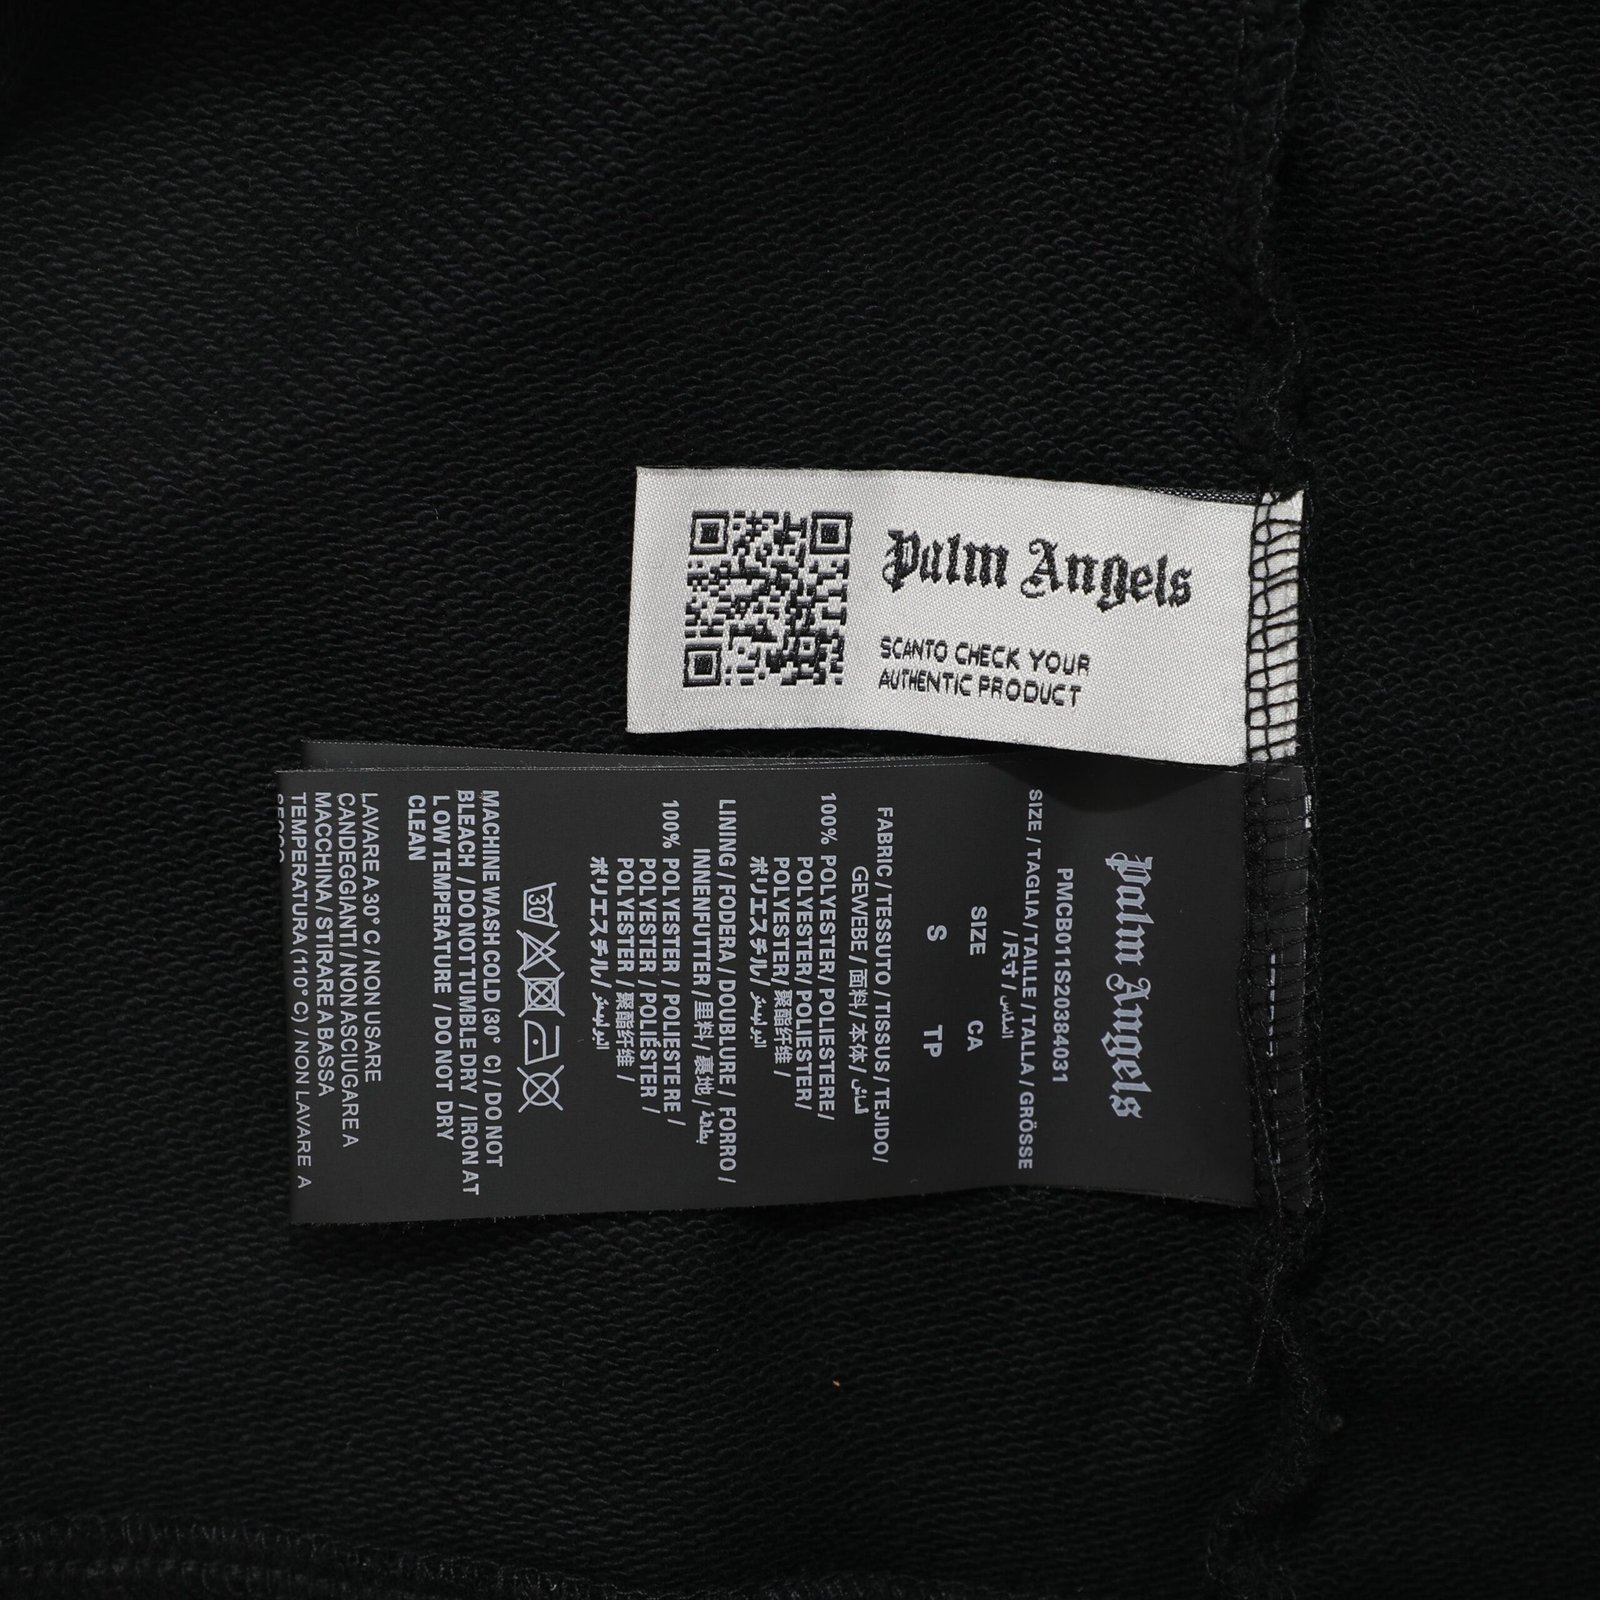 Palm Angels
SCANTO CHECK YOUR
AUTHENTIC PRODUCT
Palm Angels
PMCB011S20384031
SIZE / TAGLIA / TAILLE / TALLA / GRÖSSE
/ 尺寸 / المقاس
SIZE CA
S TP
FABRIC / TESSUTO / TISSUS / TEJIDO /
GEWEBE / 面料 / 本体 / قماش
100% POLYESTER/ POLIESTERE/
POLYESTER/ POLIESTER/
POLYESTER/ 聚酯纤维 /
ポリエステル/ البوليستر
LINING / FODERA / DOUBLURE / FORRO /
INNENFUTTER / 里料 / 裏地 / بطانة
100% POLYESTER / POLIESTERE /
POLYESTER / POLIÉSTER /
POLYESTER / 聚酯纤维 /
ポリエステル/ البوليستر
30
MACHINE WASH COLD (30° C) / DO NOT
BLEACH / DO NOT TUMBLE DRY / IRON AT
LOW TEMPERATURE / DO NOT DRY
CLEAN
LAVARE A 30° C / NON USARE
CANDEGGIANTI / NON ASCIUGARE A
MACCHINA / STIRARE A BASSA
TEMPERATURA (110° C) / NON LAVARE A